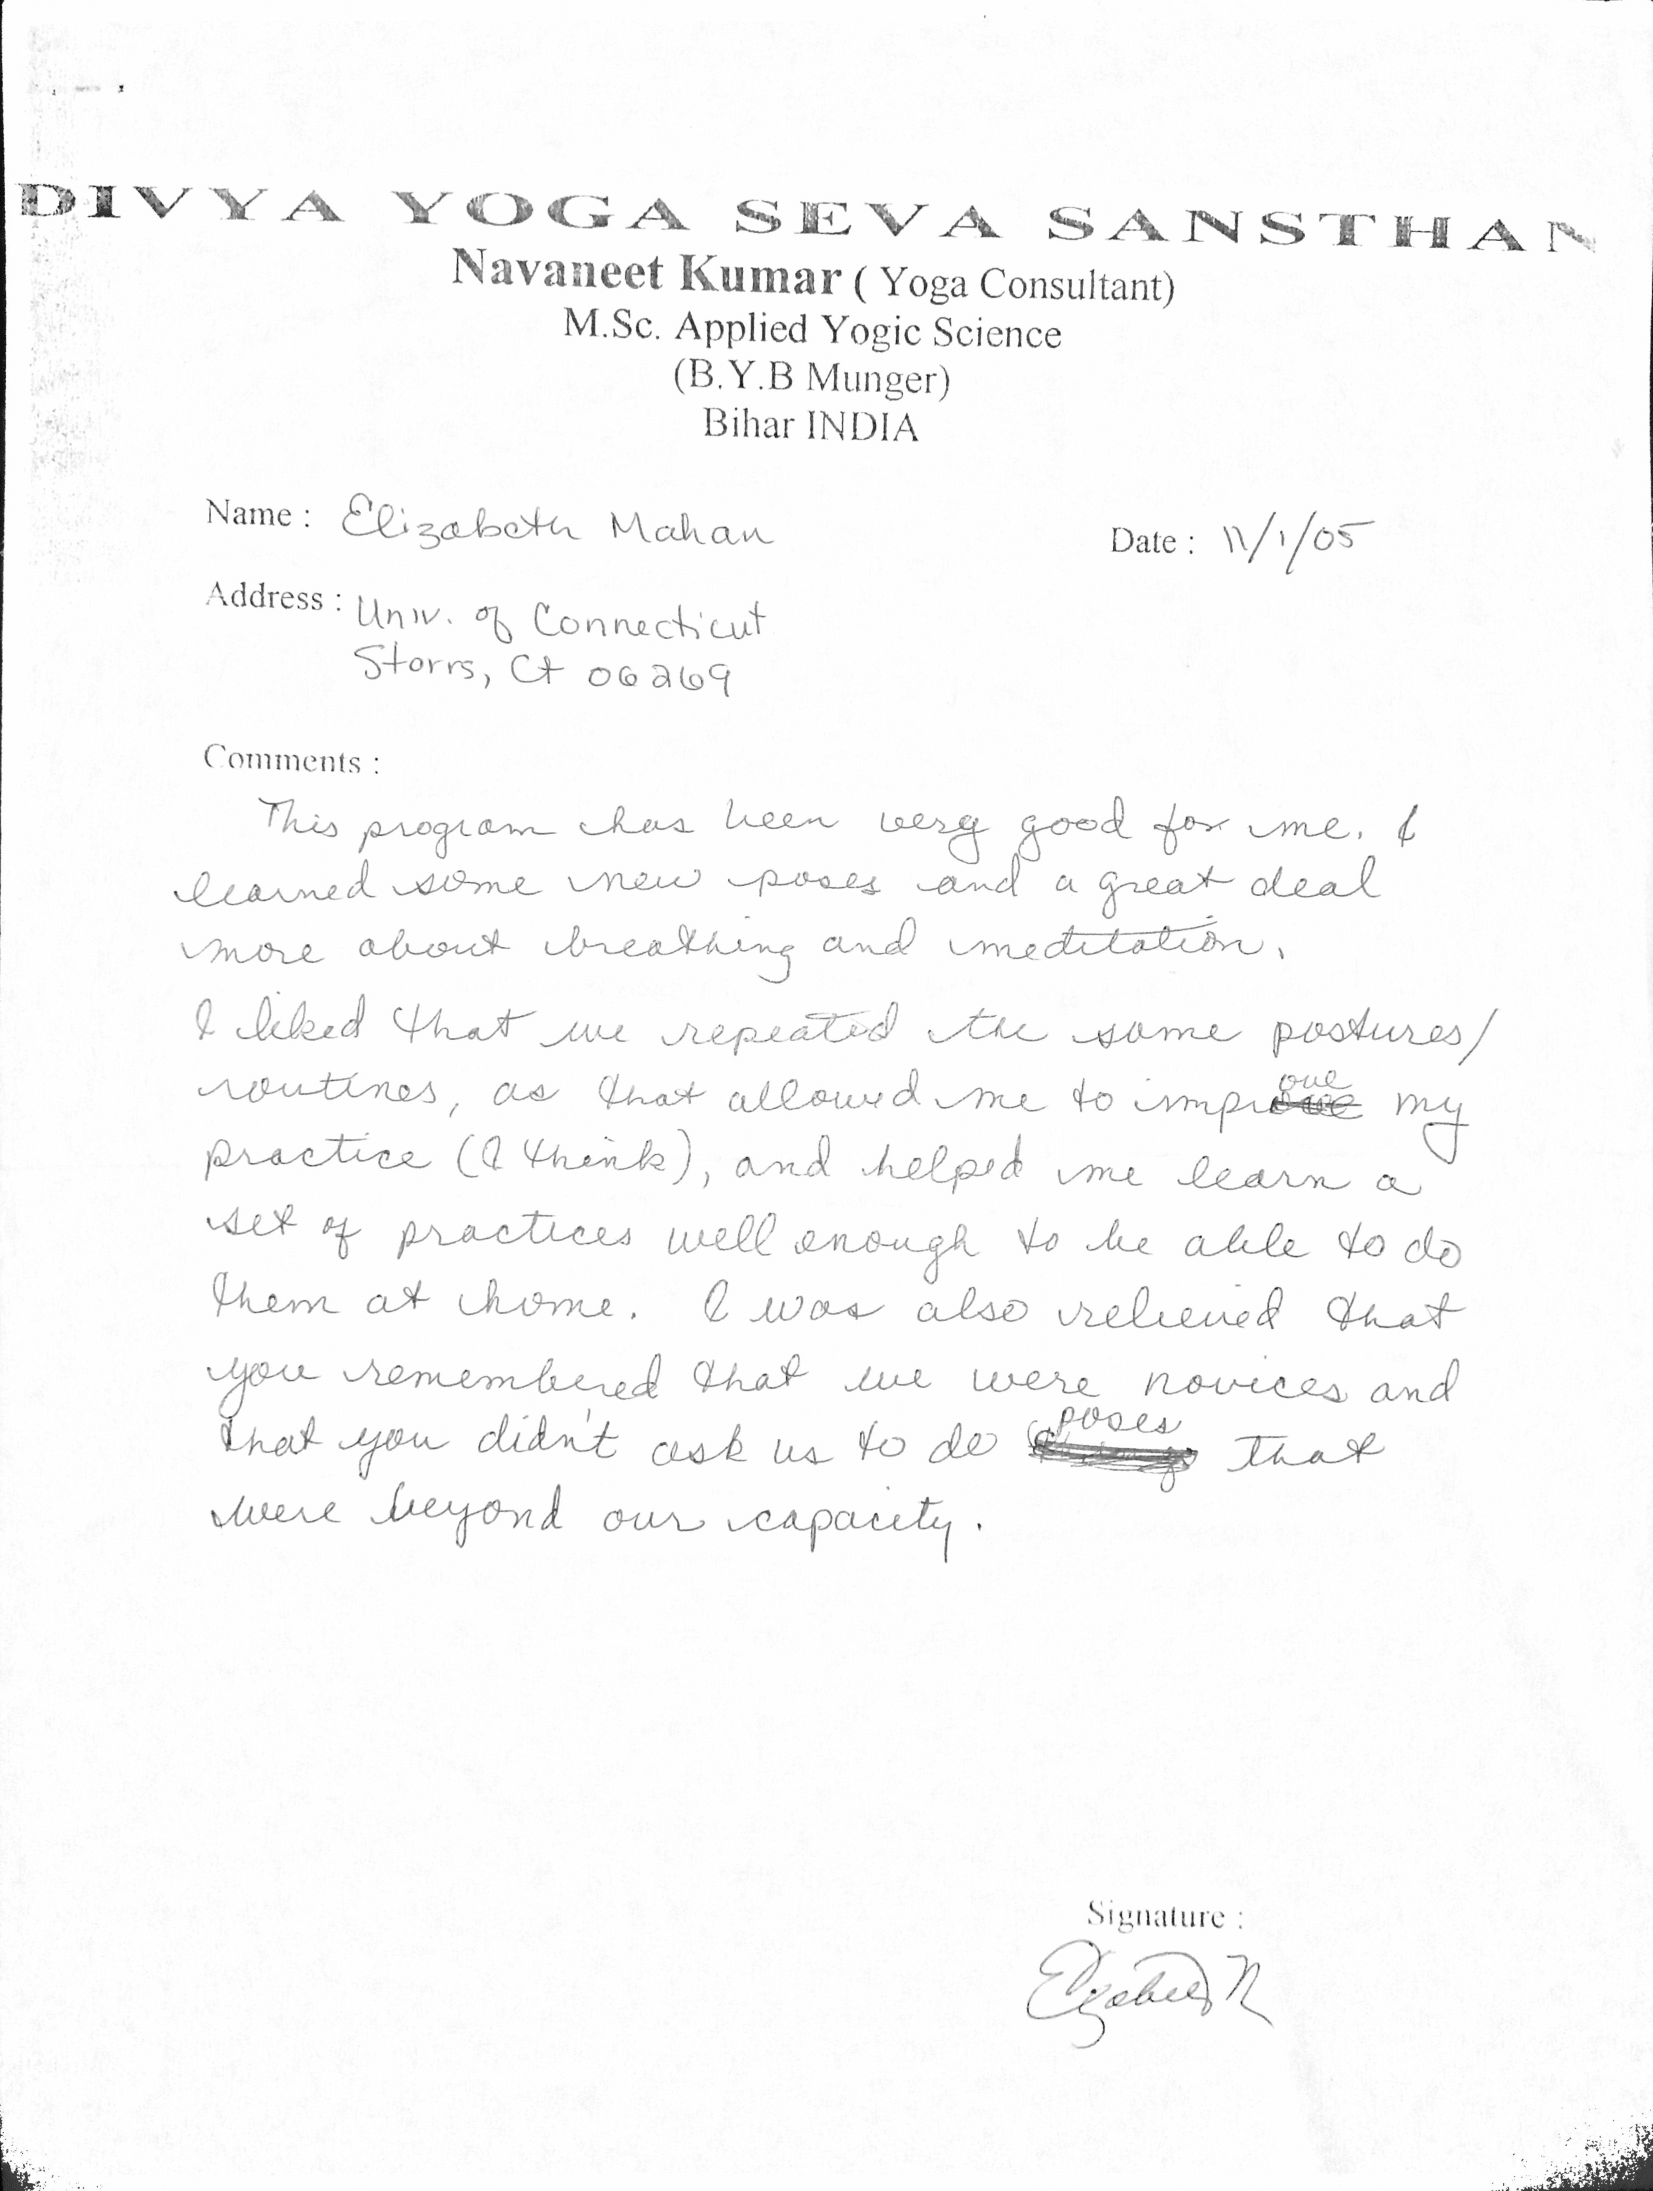 DIVYA YOGA SEVA SANSTHAN
Navaneet Kumar ( Yoga Consultant)
M.Sc. Applied Yogic Science
(B.Y.B Munger)
Bihar INDIA
Name : Elizabeth Mahan
Date : 11/1/05
Address : Univ. of Connecticut
Storrs, Ct 06269
Comments :
This program has been very good for me. I
learned some new poses and a great deal
more about breathing and meditation.
I liked that we repeated the same postures/
routines, as that allowed me to improve my
practice (I think), and helped me learn a
set of practices well enough to be able to do
them at home. I was also relieved that
you remembered that we were novices and
that you didn't ask us to do poses that
were beyond our capacity.
Signature :